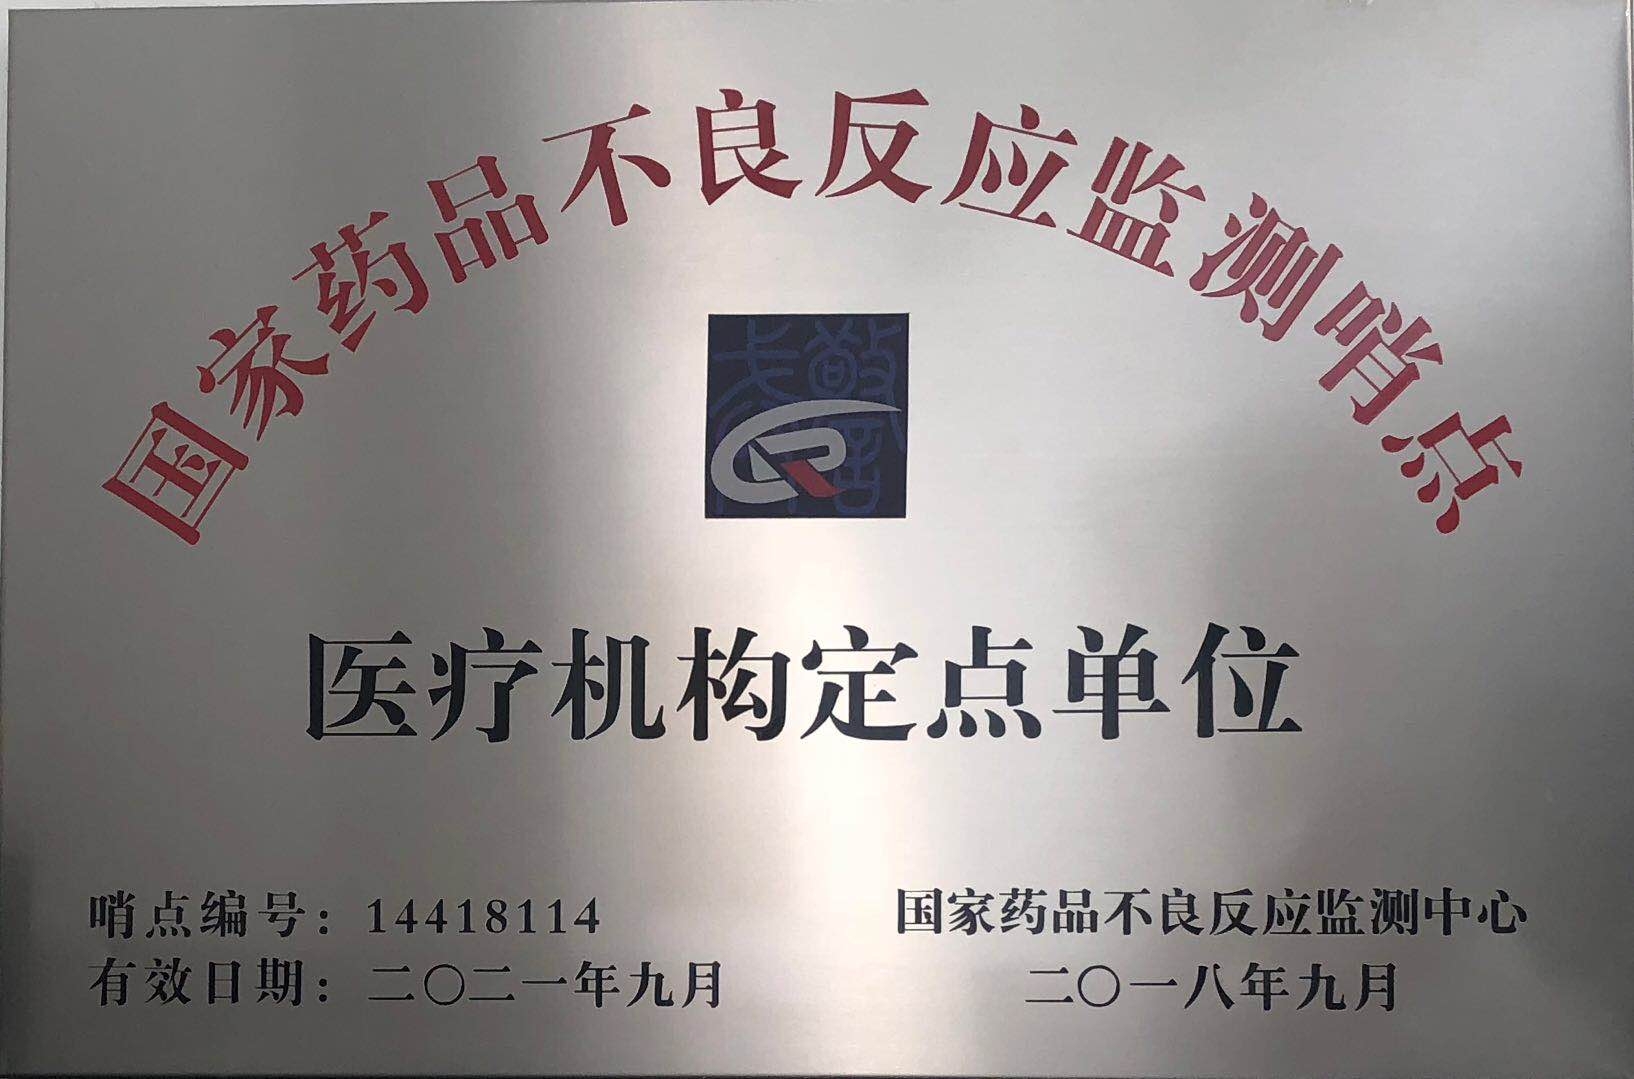 国家药品不良反应监测哨点
医疗机构定点单位
哨点编号：14418114
有效日期：二〇二一年九月
国家药品不良反应监测中心
二〇一八年九月